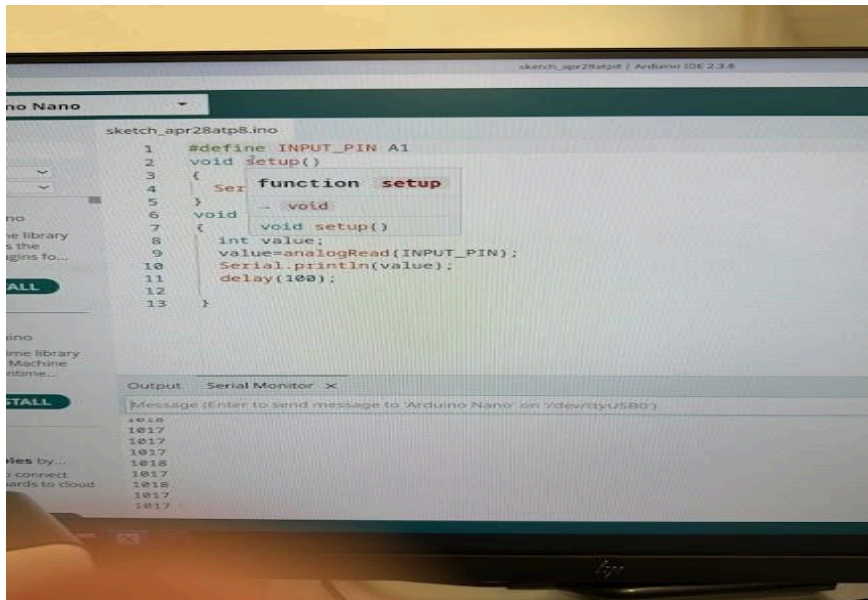 sketch_apr28atp8 | Arduino IDE 2.3.8
no Nano
sketch_apr28atp8.ino
1 #define INPUT_PIN A1
2 void setup()
3 {
4 Ser
5 }
6 void
7 {
8 int value;
9 value=analogRead(INPUT_PIN);
10 Serial.println(value);
11 delay(100);
12
13 }
function setup
→ void
void setup()
no
e library
s the
gins fo...
ALL
ino
ime library
Machine
ntime...
STALL
les by...
connect
ards to cloud
Output Serial Monitor ×
Message (Enter to send message to 'Arduino Nano' on '/dev/ttyUSB0')
1018
1017
1017
1017
1018
1017
1018
1017
1017
hp